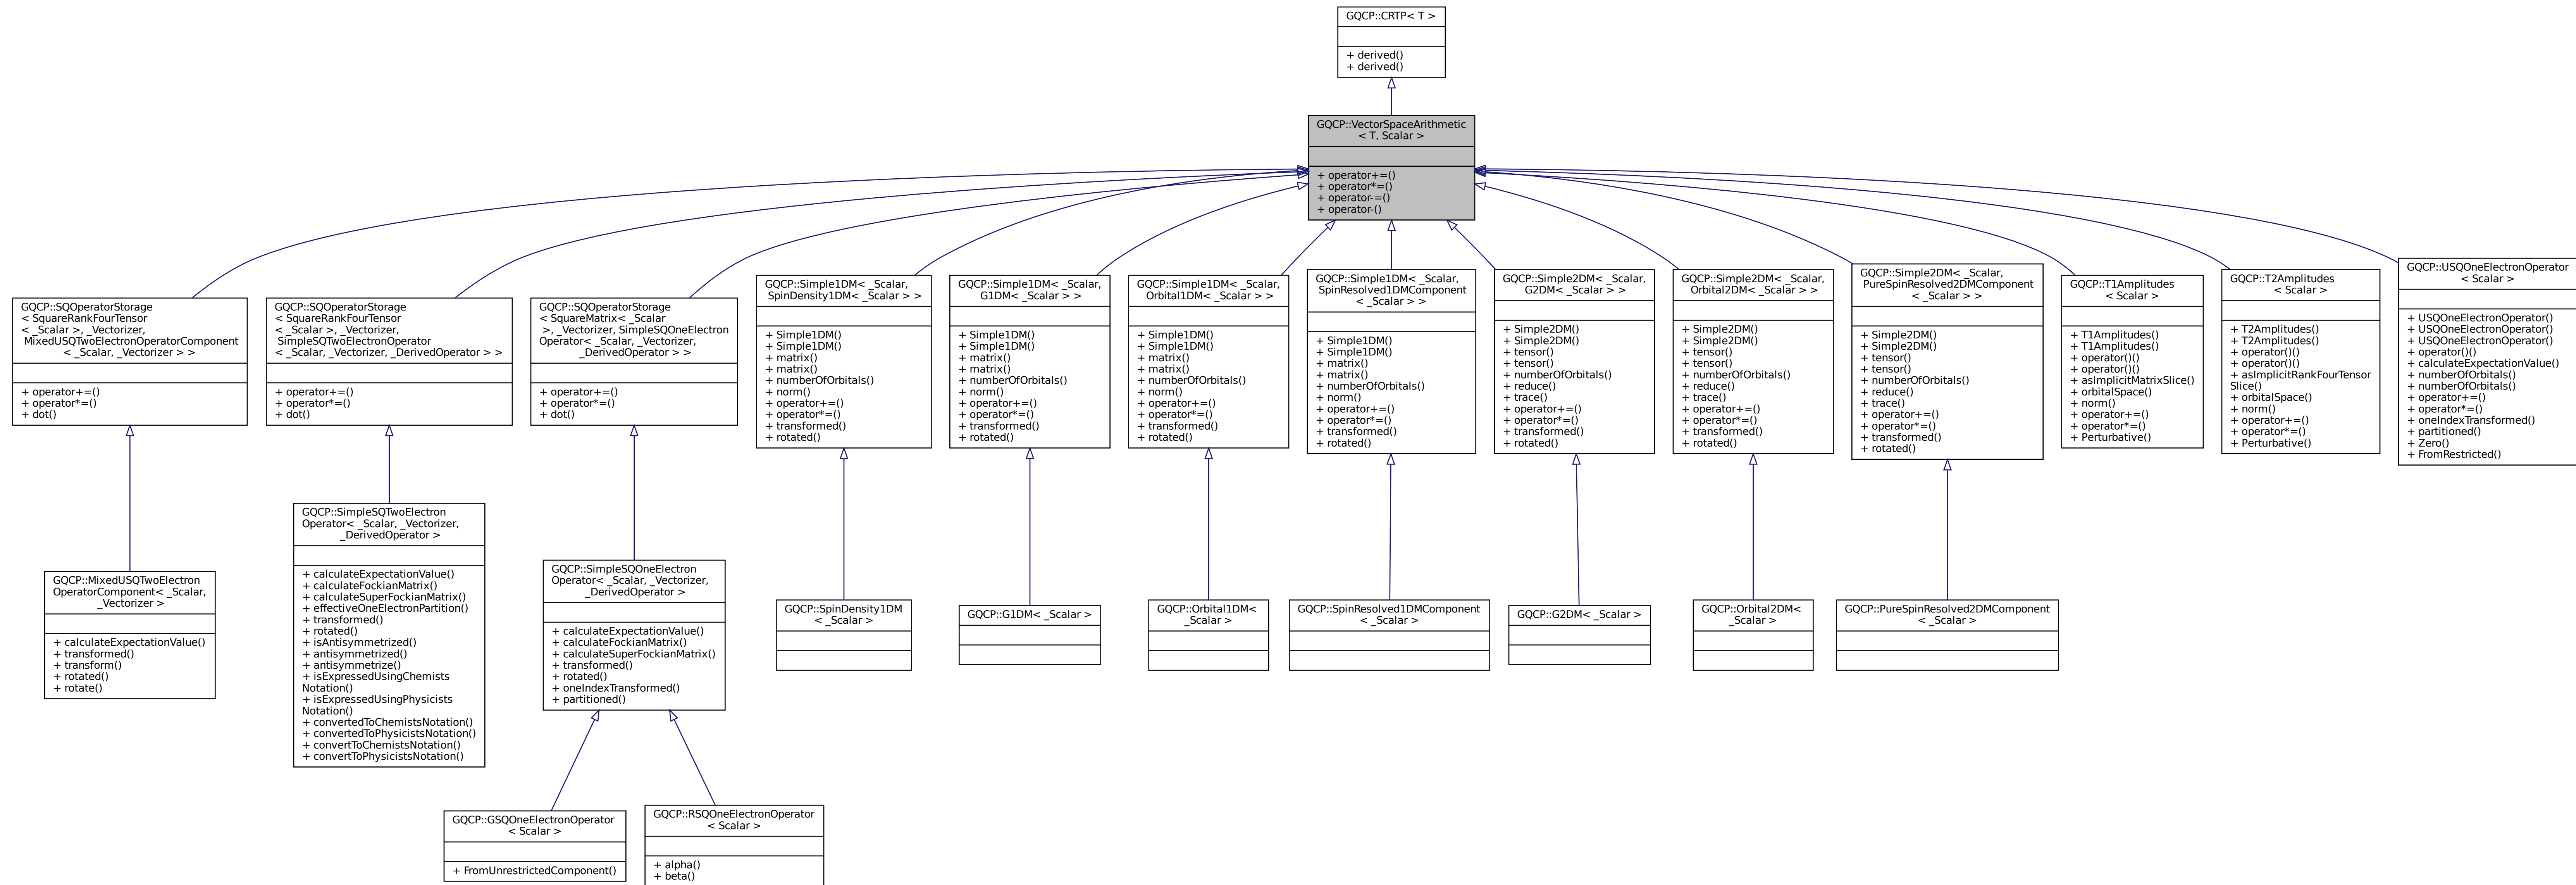 GQCP::CRTP< T >
+ derived()
+ derived()
GQCP::VectorSpaceArithmetic
< T, Scalar >
+ operator+=()
+ operator*=()
+ operator-=()
+ operator-()
GQCP::SQOperatorStorage
< SquareRankFourTensor
< _Scalar >, _Vectorizer,
MixedUSQTwoElectronOperatorComponent
< _Scalar, _Vectorizer > >
+ operator+=()
+ operator*=()
+ dot()
GQCP::SQOperatorStorage
< SquareRankFourTensor
< _Scalar >, _Vectorizer,
SimpleSQTwoElectronOperator
< _Scalar, _Vectorizer, _DerivedOperator > >
+ operator+=()
+ operator*=()
+ dot()
GQCP::SQOperatorStorage
< SquareMatrix< _Scalar
>, _Vectorizer, SimpleSQOneElectron
Operator< _Scalar, _Vectorizer,
_DerivedOperator > >
+ operator+=()
+ operator*=()
+ dot()
GQCP::Simple1DM< _Scalar,
SpinDensity1DM< _Scalar > >
+ Simple1DM()
+ Simple1DM()
+ matrix()
+ matrix()
+ numberOfOrbitals()
+ norm()
+ operator+=()
+ operator*=()
+ transformed()
+ rotated()
GQCP::Simple1DM< _Scalar,
G1DM< _Scalar > >
+ Simple1DM()
+ Simple1DM()
+ matrix()
+ matrix()
+ numberOfOrbitals()
+ norm()
+ operator+=()
+ operator*=()
+ transformed()
+ rotated()
GQCP::Simple1DM< _Scalar,
Orbital1DM< _Scalar > >
+ Simple1DM()
+ Simple1DM()
+ matrix()
+ matrix()
+ numberOfOrbitals()
+ norm()
+ operator+=()
+ operator*=()
+ transformed()
+ rotated()
GQCP::Simple1DM< _Scalar,
SpinResolved1DMComponent
< _Scalar > >
+ Simple1DM()
+ Simple1DM()
+ matrix()
+ matrix()
+ numberOfOrbitals()
+ norm()
+ operator+=()
+ operator*=()
+ transformed()
+ rotated()
GQCP::Simple2DM< _Scalar,
G2DM< _Scalar > >
+ Simple2DM()
+ Simple2DM()
+ tensor()
+ tensor()
+ numberOfOrbitals()
+ reduce()
+ trace()
+ operator+=()
+ operator*=()
+ transformed()
+ rotated()
GQCP::Simple2DM< _Scalar,
Orbital2DM< _Scalar > >
+ Simple2DM()
+ Simple2DM()
+ tensor()
+ tensor()
+ numberOfOrbitals()
+ reduce()
+ trace()
+ operator+=()
+ operator*=()
+ transformed()
+ rotated()
GQCP::Simple2DM< _Scalar,
PureSpinResolved2DMComponent
< _Scalar > >
+ Simple2DM()
+ Simple2DM()
+ tensor()
+ tensor()
+ numberOfOrbitals()
+ reduce()
+ trace()
+ operator+=()
+ operator*=()
+ transformed()
+ rotated()
GQCP::T1Amplitudes
< Scalar >
+ T1Amplitudes()
+ T1Amplitudes()
+ operator()()
+ operator()()
+ asImplicitMatrixSlice()
+ orbitalSpace()
+ norm()
+ operator+=()
+ operator*=()
+ Perturbative()
GQCP::T2Amplitudes
< Scalar >
+ T2Amplitudes()
+ T2Amplitudes()
+ operator()()
+ operator()()
+ asImplicitRankFourTensor
Slice()
+ orbitalSpace()
+ norm()
+ operator+=()
+ operator*=()
+ Perturbative()
GQCP::USQOneElectronOperator
< Scalar >
+ USQOneElectronOperator()
+ USQOneElectronOperator()
+ USQOneElectronOperator()
+ operator()()
+ calculateExpectationValue()
+ numberOfOrbitals()
+ numberOfOrbitals()
+ operator+=()
+ operator*=()
+ oneIndexTransformed()
+ partitioned()
+ Zero()
+ FromRestricted()
GQCP::MixedUSQTwoElectron
OperatorComponent< _Scalar,
_Vectorizer >
+ calculateExpectationValue()
+ transformed()
+ transform()
+ rotated()
+ rotate()
GQCP::SimpleSQTwoElectron
Operator< _Scalar, _Vectorizer,
_DerivedOperator >
+ calculateExpectationValue()
+ calculateFockianMatrix()
+ calculateSuperFockianMatrix()
+ effectiveOneElectronPartition()
+ transformed()
+ rotated()
+ isAntisymmetrized()
+ antisymmetrized()
+ antisymmetrize()
+ isExpressedUsingChemists
Notation()
+ isExpressedUsingPhysicists
Notation()
+ convertedToChemistsNotation()
+ convertedToPhysicistsNotation()
+ convertToChemistsNotation()
+ convertToPhysicistsNotation()
GQCP::SimpleSQOneElectron
Operator< _Scalar, _Vectorizer,
_DerivedOperator >
+ calculateExpectationValue()
+ calculateFockianMatrix()
+ calculateSuperFockianMatrix()
+ transformed()
+ rotated()
+ oneIndexTransformed()
+ partitioned()
GQCP::SpinDensity1DM
< _Scalar >
GQCP::G1DM< _Scalar >
GQCP::Orbital1DM<
_Scalar >
GQCP::SpinResolved1DMComponent
< _Scalar >
GQCP::G2DM< _Scalar >
GQCP::Orbital2DM<
_Scalar >
GQCP::PureSpinResolved2DMComponent
< _Scalar >
GQCP::GSQOneElectronOperator
< Scalar >
+ FromUnrestrictedComponent()
GQCP::RSQOneElectronOperator
< Scalar >
+ alpha()
+ beta()